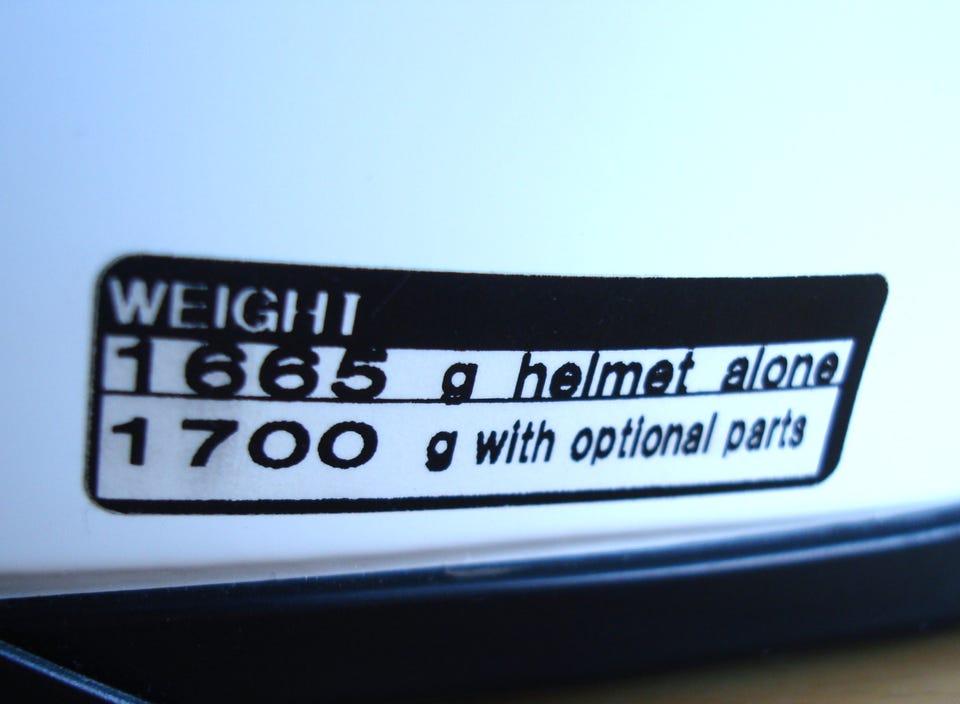 WEIGHT
1665 g helmet alone
1700 g with optional parts